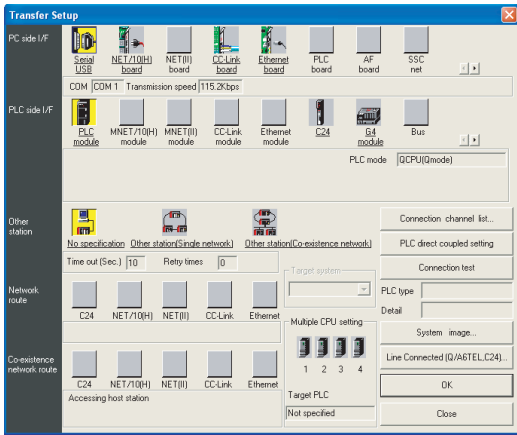 Transfer Setup
PC side I/F
Serial USB
NET/10(H) board
NET(II) board
CC-Link board
Ethernet board
PLC board
AF board
SSC net
COM COM 1 Transmission speed 115.2Kbps
PLC side I/F
PLC module
MNET/10(H) module
MNET(II) module
CC-Link module
Ethernet module
C24
G4 module
Bus
PLC mode QCPU(Qmode)
Other station
No specification
Other station(Single network)
Other station(Co-existence network)
Time out (Sec.) 10 Retry times 0
Connection channel list...
PLC direct coupled setting
Connection test
PLC type
Detail
System image...
Line Connected (Q/A6TEL,C24)...
OK
Close
Target system
Network route
C24 NET/10(H) NET(II) CC-Link Ethernet
Multiple CPU setting
1 2 3 4
Target PLC
Not specified
Co-existence network route
C24 NET/10(H) NET(II) CC-Link Ethernet
Accessing host station